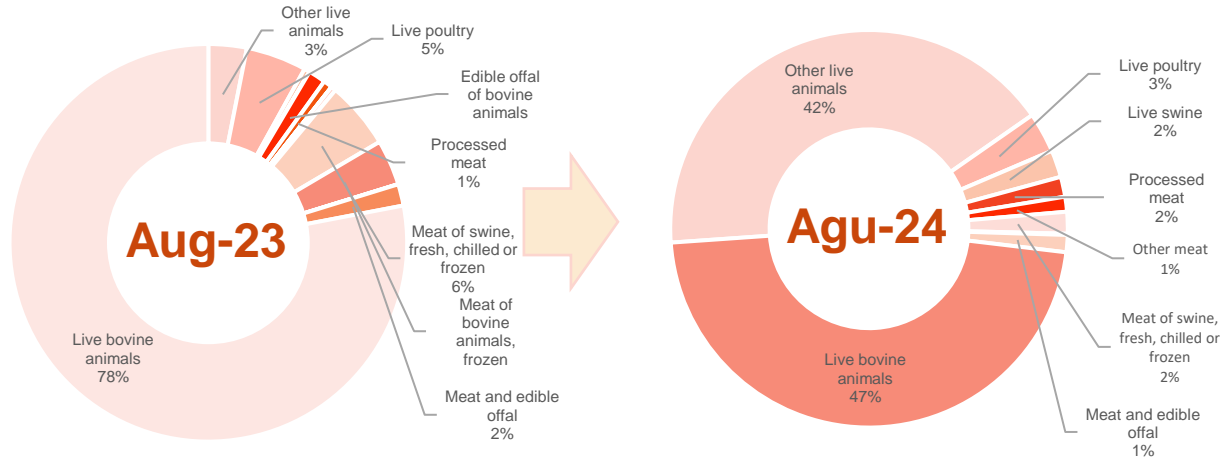 Other live
animals
3%
Live poultry
5%
Edible offal
of bovine
animals
Processed
meat
1%
Meat of swine,
fresh, chilled or
frozen
6%
Meat of
bovine
animals,
frozen
Meat and edible
offal
2%
Live bovine
animals
78%
Aug-23
Other live
animals
42%
Live poultry
3%
Live swine
2%
Processed
meat
2%
Other meat
1%
Meat of swine,
fresh, chilled or
frozen
2%
Meat and edible
offal
1%
Live bovine
animals
47%
Agu-24